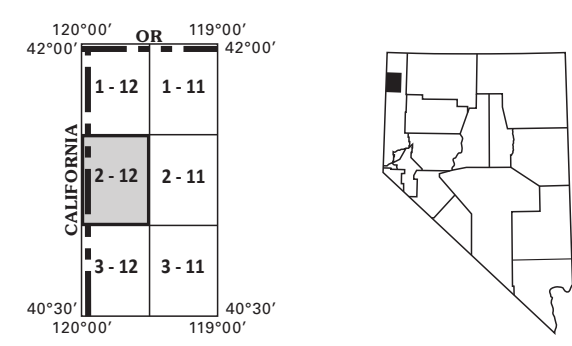 120°00′ OR 119°00′
42°00′ 42°00′
1 - 12 1 - 11
CALIFORNIA
2 - 12 2 - 11
3 - 12 3 - 11
40°30′ 40°30′
120°00′ 119°00′